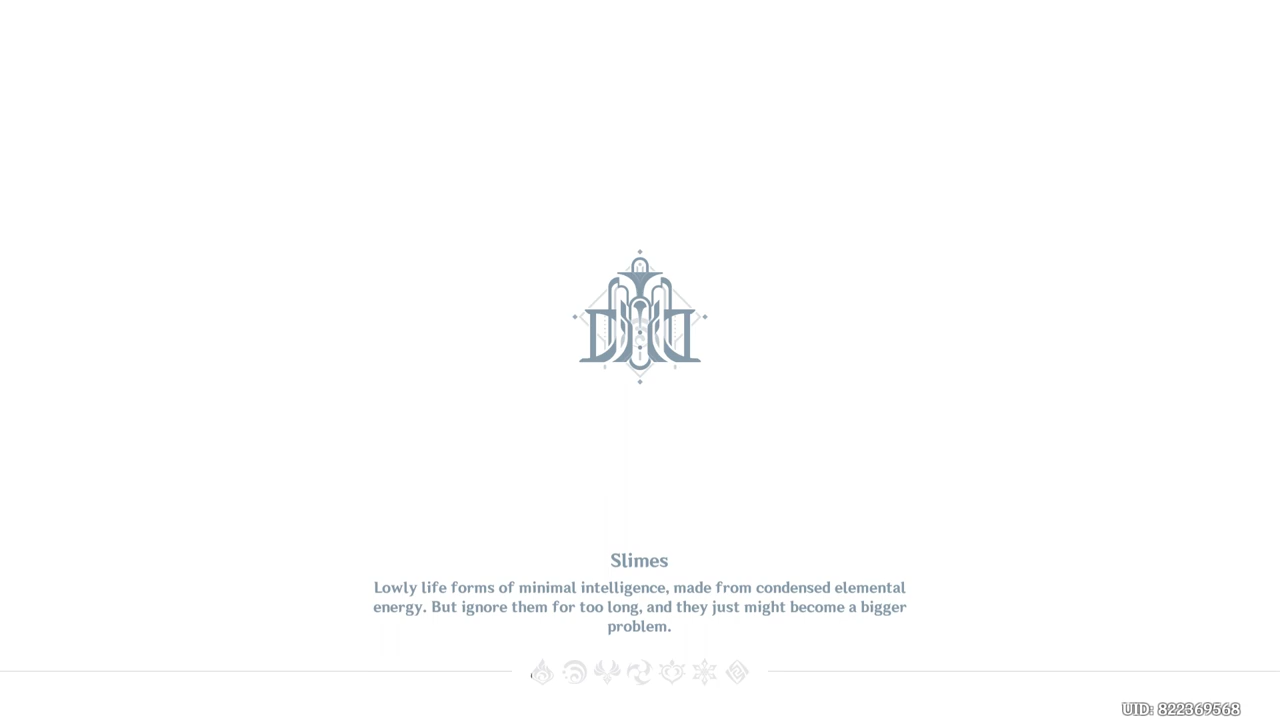 Slimes
Lowly life forms of minimal intelligence, made from condensed elemental
energy. But ignore them for too long, and they just might become a bigger
problem.
UID: 822369568